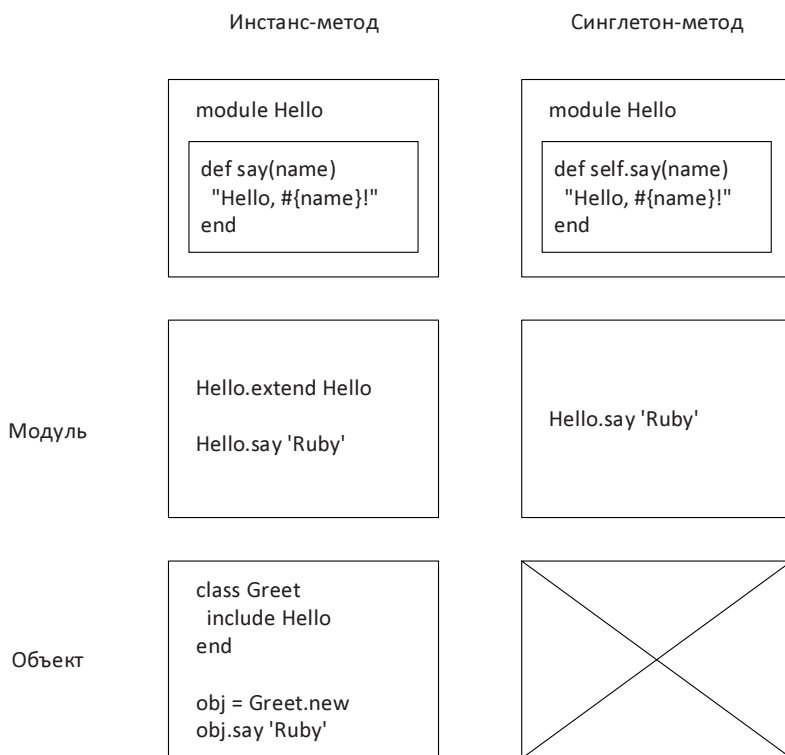 Инстанс-метод
Синглетон-метод
module Hello
def say(name)
"Hello, #{name}!"
end
module Hello
def self.say(name)
"Hello, #{name}!"
end
Модуль
Hello.extend Hello
Hello.say 'Ruby'
Hello.say 'Ruby'
Объект
class Greet
include Hello
end
obj = Greet.new
obj.say 'Ruby'